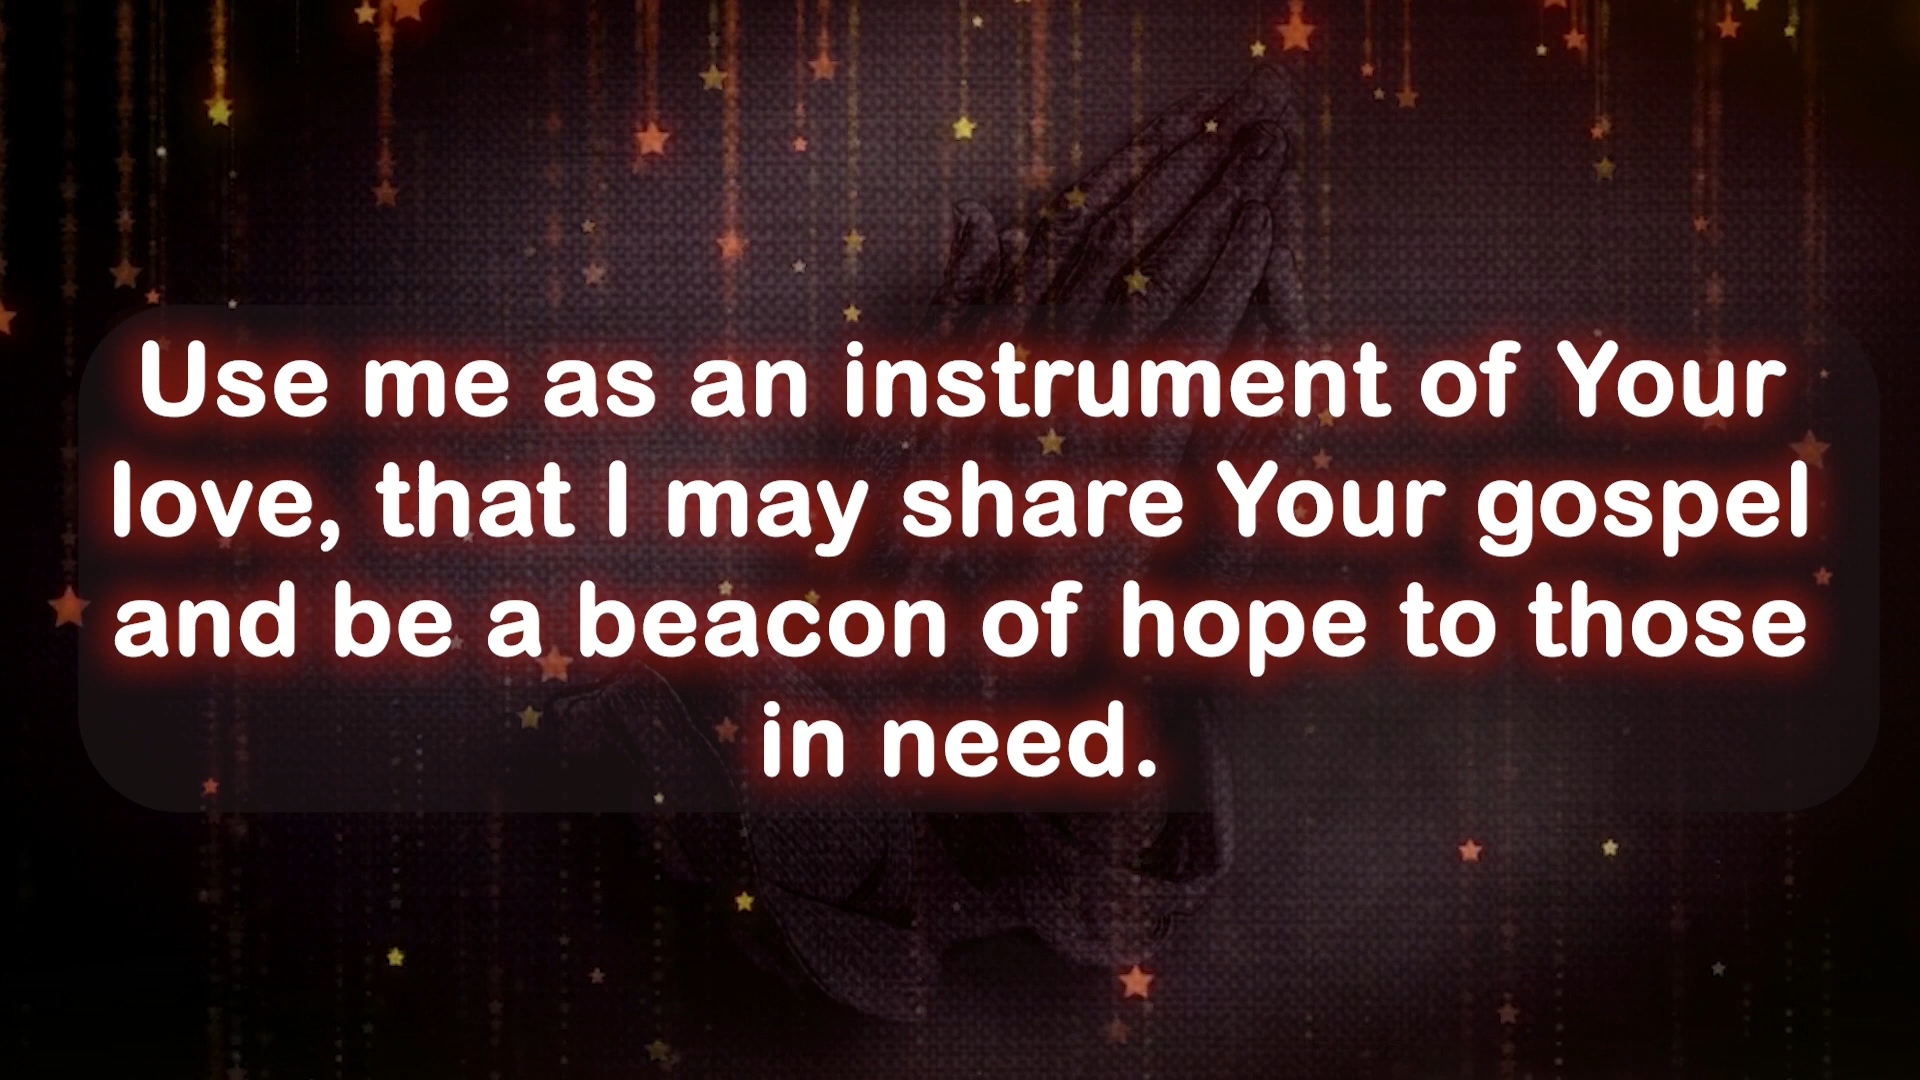 Use me as an instrument of Your
love, that I may share Your gospel
and be a beacon of hope to those
in need.